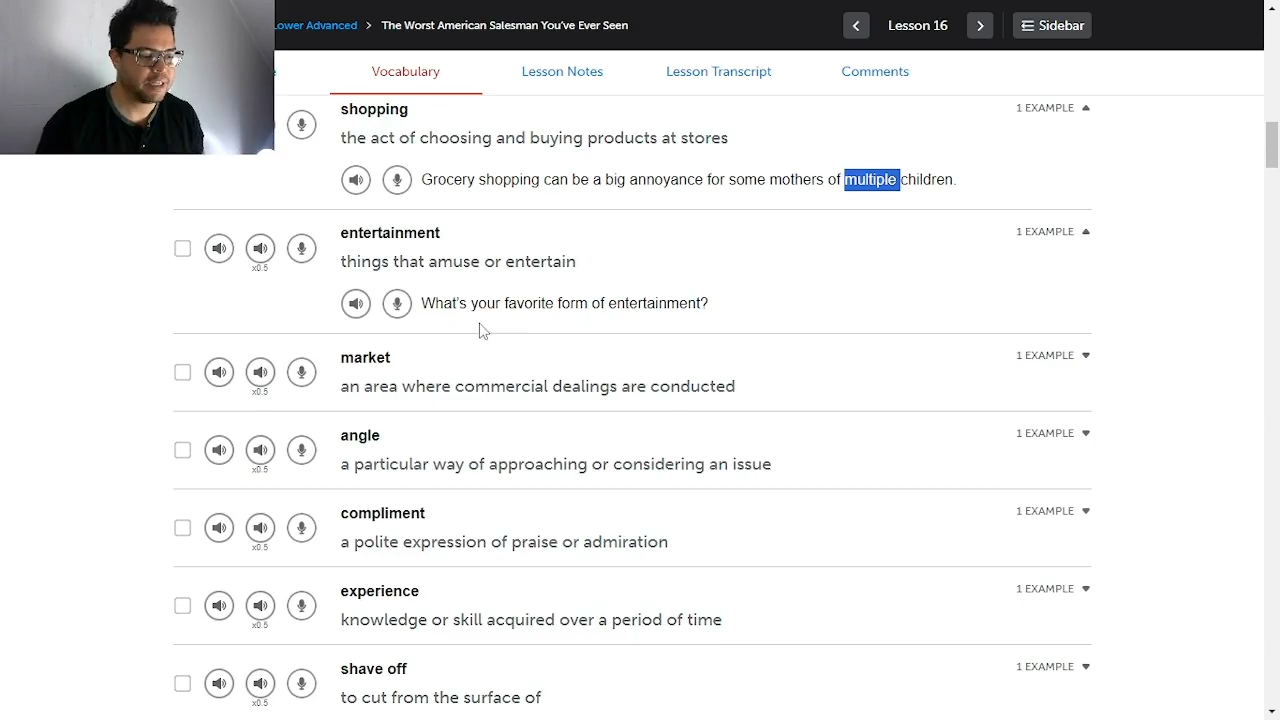 Lower Advanced > The Worst American Salesman You've Ever Seen
< Lesson 16 > Sidebar
Vocabulary Lesson Notes Lesson Transcript Comments
shopping 1 EXAMPLE
the act of choosing and buying products at stores
Grocery shopping can be a big annoyance for some mothers of multiple children.
entertainment 1 EXAMPLE
things that amuse or entertain
x0.5
What's your favorite form of entertainment?
market 1 EXAMPLE
an area where commercial dealings are conducted
x0.5
angle 1 EXAMPLE
a particular way of approaching or considering an issue
x0.5
compliment 1 EXAMPLE
a polite expression of praise or admiration
x0.5
experience 1 EXAMPLE
knowledge or skill acquired over a period of time
x0.5
shave off 1 EXAMPLE
to cut from the surface of
x0.5